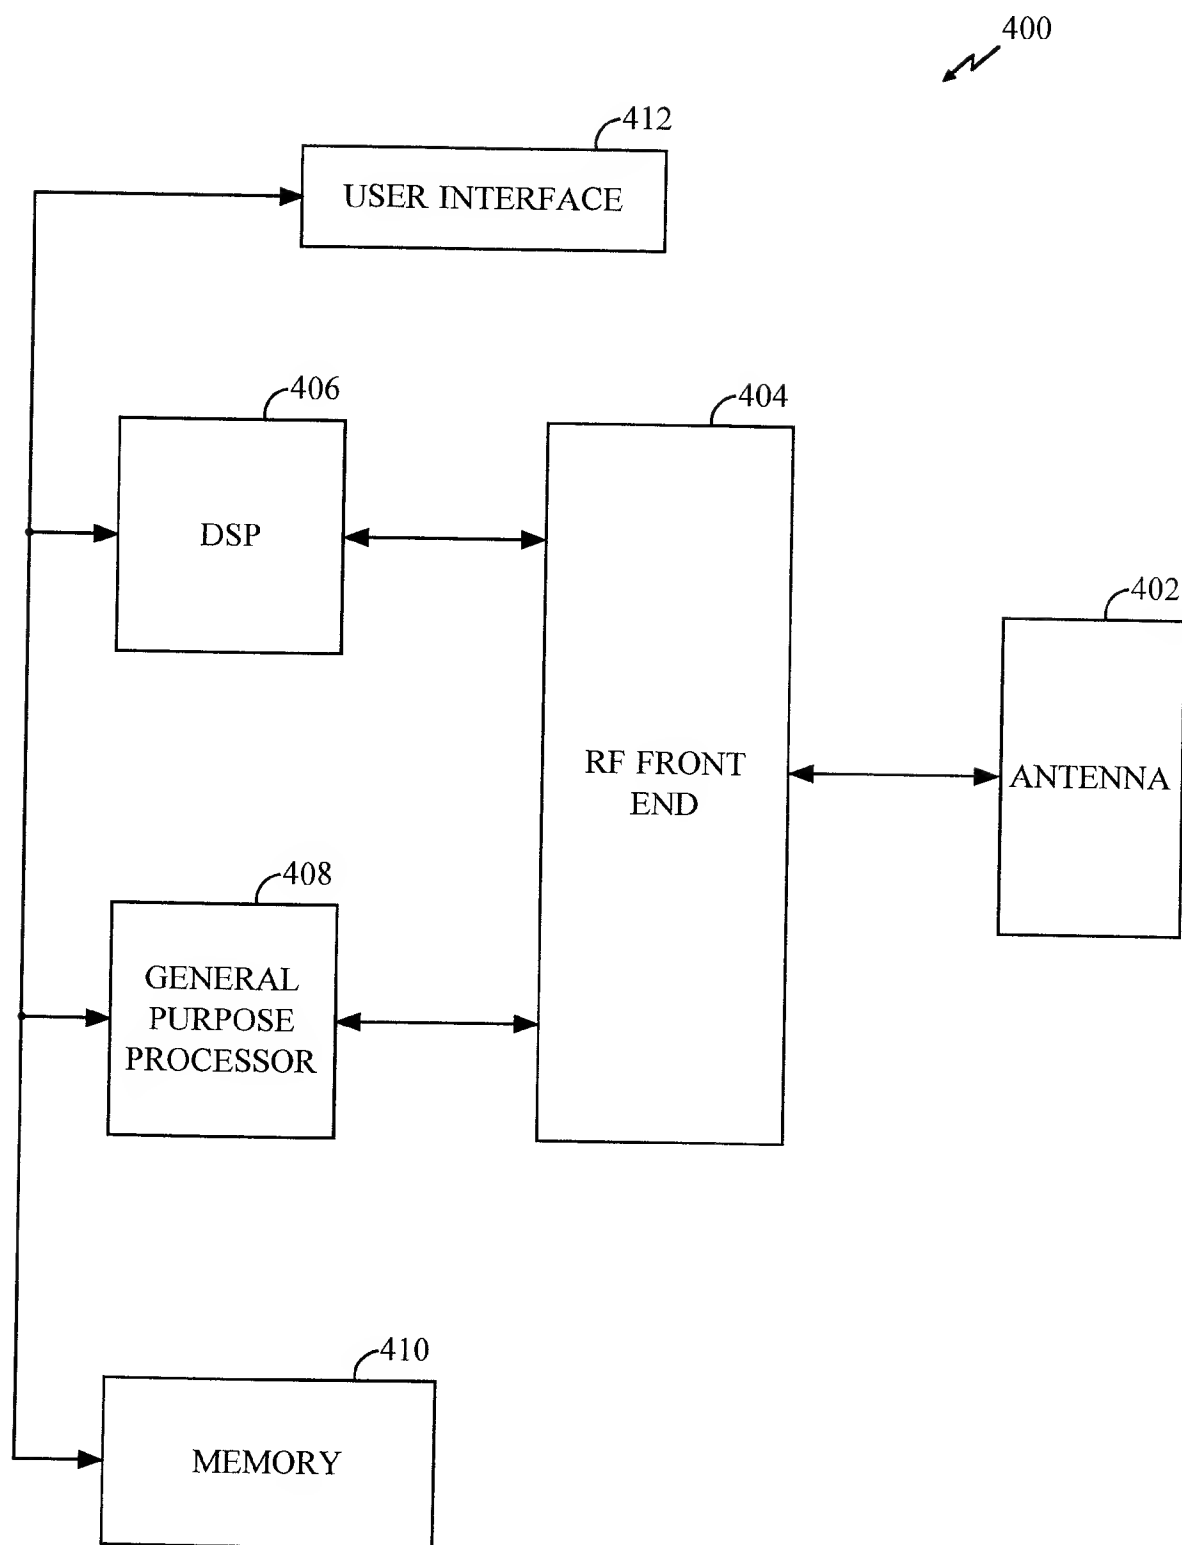 400
412
USER INTERFACE
406
404
DSP
402
RF FRONT
END
ANTENNA
408
GENERAL
PURPOSE
PROCESSOR
410
MEMORY